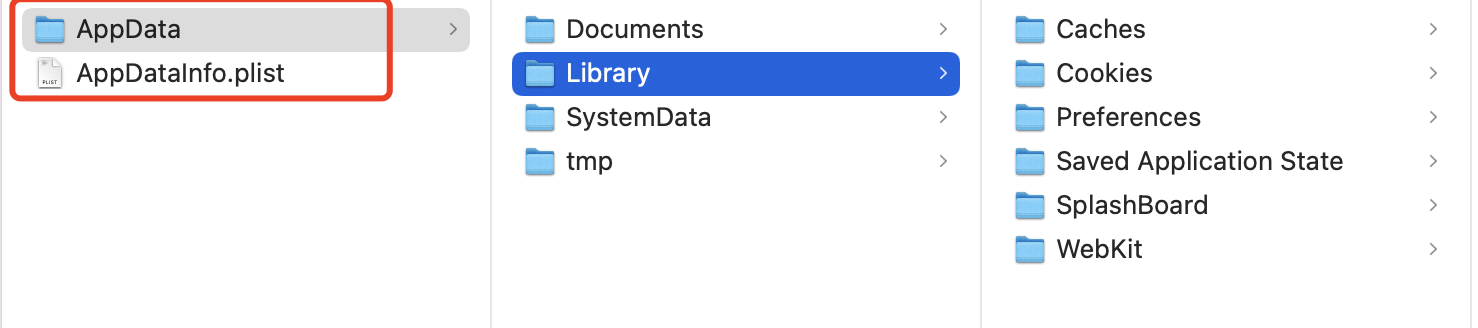 AppData
AppDataInfo.plist
Documents
Library
SystemData
tmp
Caches
Cookies
Preferences
Saved Application State
SplashBoard
WebKit
PLIST